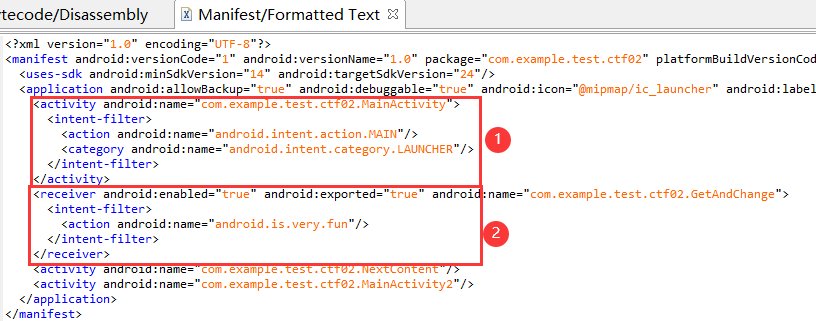 tecode/Disassembly Manifest/Formatted Text
<?xml version="1.0" encoding="UTF-8"?>
<manifest android:versionCode="1" android:versionName="1.0" package="com.example.test.ctf02" platformBuildVersionCod
<uses-sdk android:minSdkVersion="14" android:targetSdkVersion="24"/>
<application android:allowBackup="true" android:debuggable="true" android:icon="@mipmap/ic_launcher" android:label
<activity android:name="com.example.test.ctf02.MainActivity">
<intent-filter>
<action android:name="android.intent.action.MAIN"/>
1
<category android:name="android.intent.category.LAUNCHER"/>
</intent-filter>
</activity>
<receiver android:enabled="true" android:exported="true" android:name="com.example.test.ctf02.GetAndChange">
<intent-filter>
<action android:name="android.is.very.fun"/>
2
</intent-filter>
</receiver>
<activity android:name="com.example.test.ctf02.NextContent"/>
<activity android:name="com.example.test.ctf02.MainActivity2"/>
</application>
</manifest>